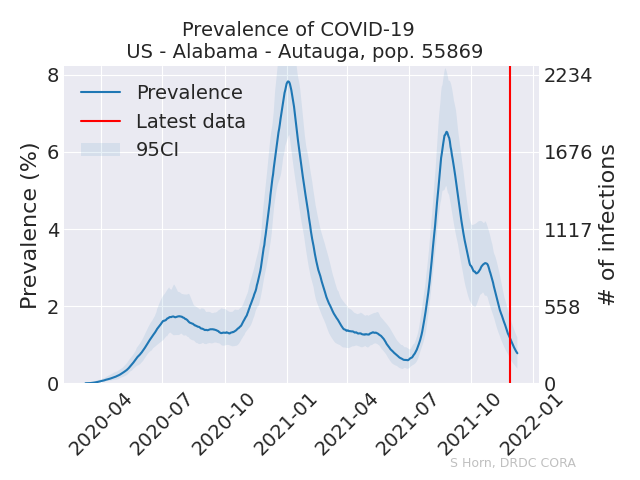 Prevalence of COVID-19
US - Alabama - Autauga, pop. 55869
Prevalence
Latest data
95CI
Prevalence (%)
8
6
4
2
0
2234
1676
1117
558
0
# of infections
2020-04
2020-07
2020-10
2021-01
2021-04
2021-07
2021-10
2022-01
S Horn, DRDC CORA